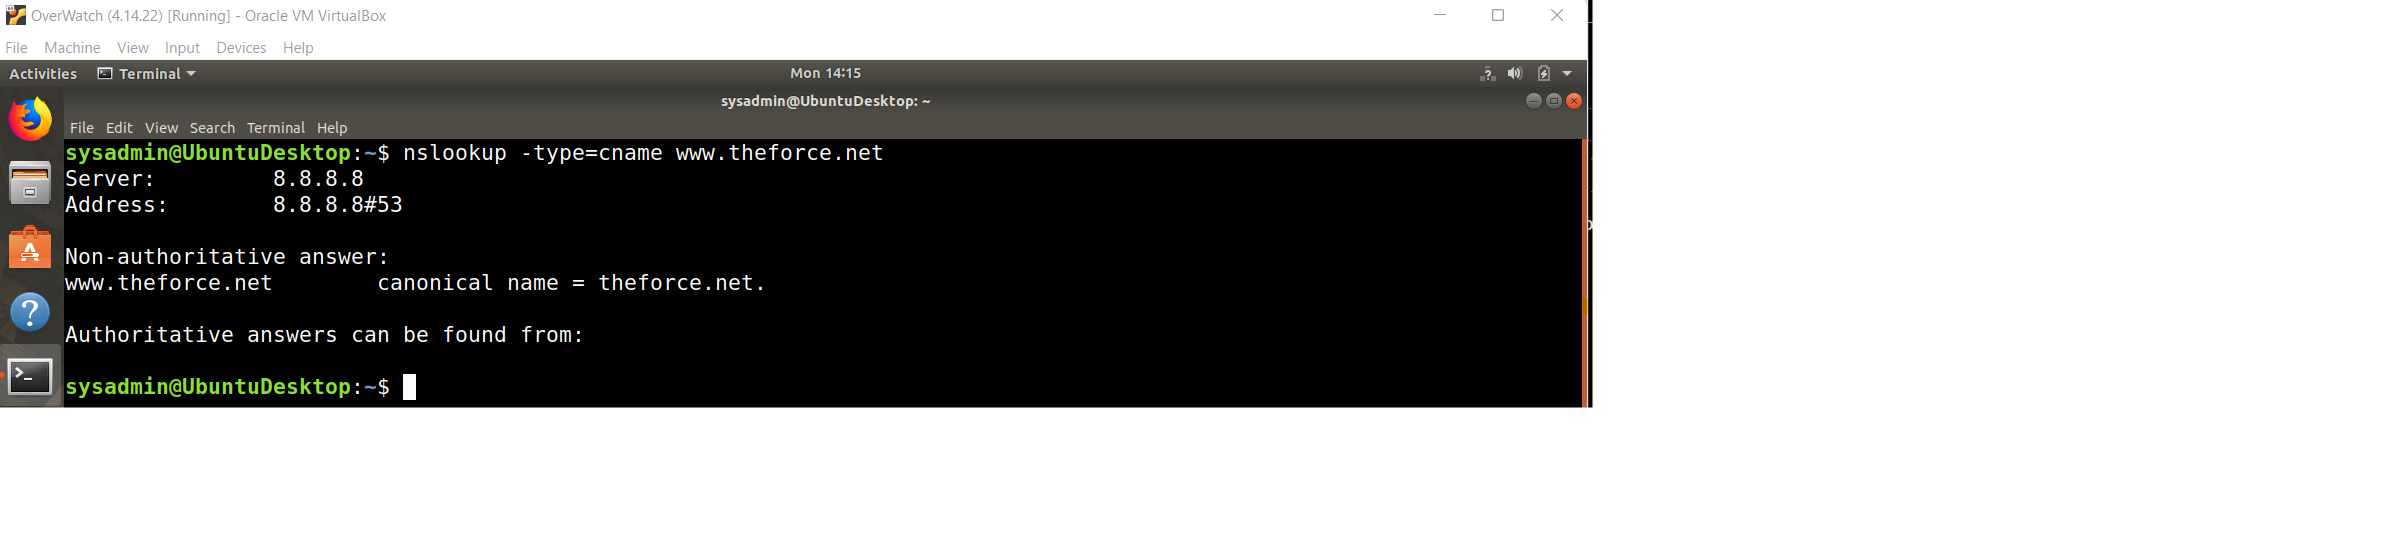 OverWatch (4.14.22) [Running] - Oracle VM VirtualBox
File Machine View Input Devices Help
Activities Terminal Mon 14:15
sysadmin@UbuntuDesktop: ~
File Edit View Search Terminal Help
sysadmin@UbuntuDesktop:~$ nslookup -type=cname www.theforce.net
Server: 8.8.8.8
Address: 8.8.8.8#53
Non-authoritative answer:
www.theforce.net canonical name = theforce.net.
Authoritative answers can be found from:
sysadmin@UbuntuDesktop:~$